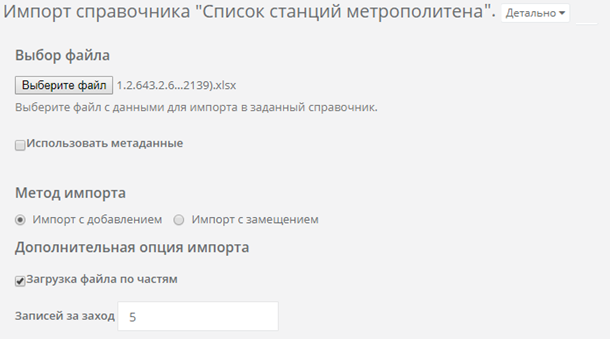 Импорт справочника "Список станций метрополитена". Детально
Выбор файла
Выберите файл 1.2.643.2.6...2139).xlsx
Выберите файл с данными для импорта в заданный справочник.
Использовать метаданные
Метод импорта
Импорт с добавлением Импорт с замещением
Дополнительная опция импорта
Загрузка файла по частям
Записей за заход 5